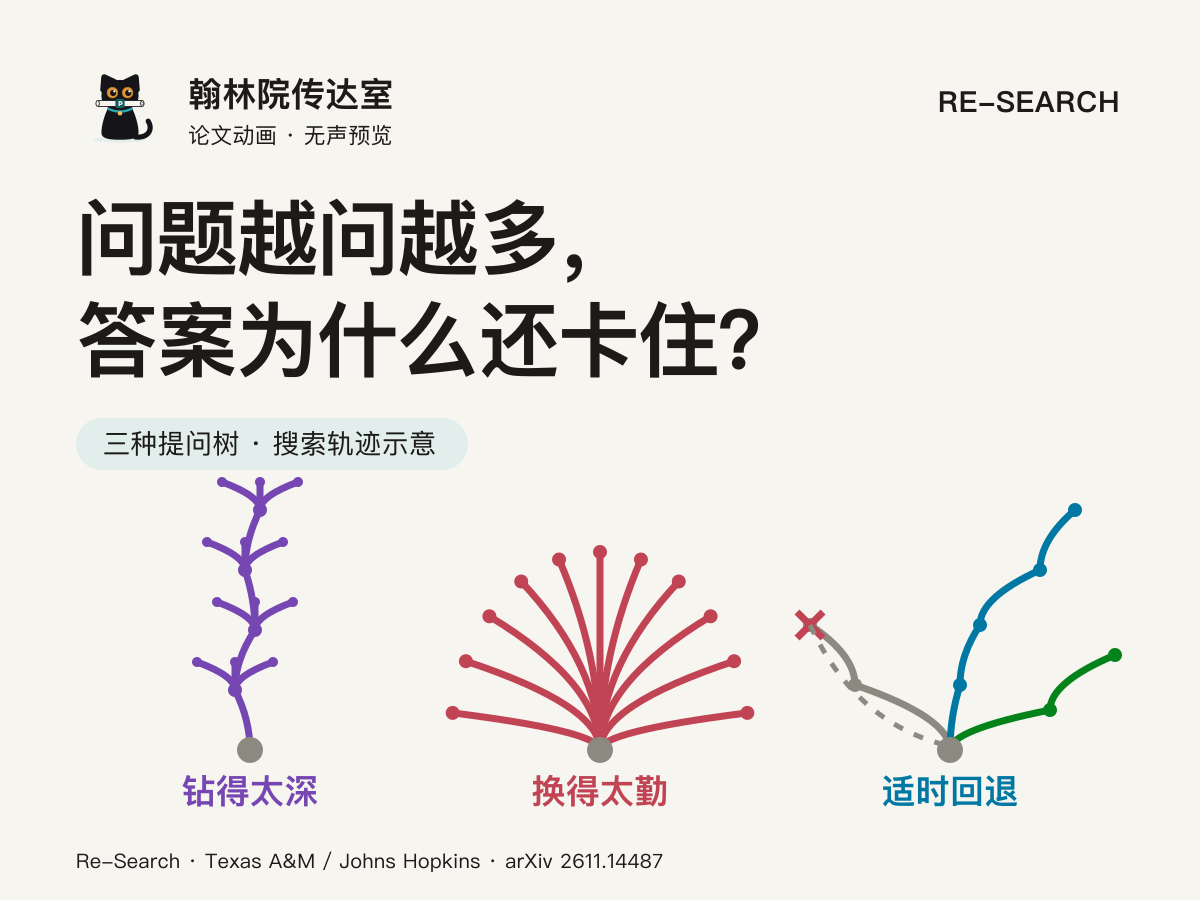 翰林院传达室
论文动画 · 无声预览
RE–SEARCH
问题越问越多，
答案为什么还卡住？
三种提问树 · 搜索轨迹示意
钻得太深
换得太勤
适时回退
Re–Search · Texas A&M / Johns Hopkins · arXiv 2611.14487